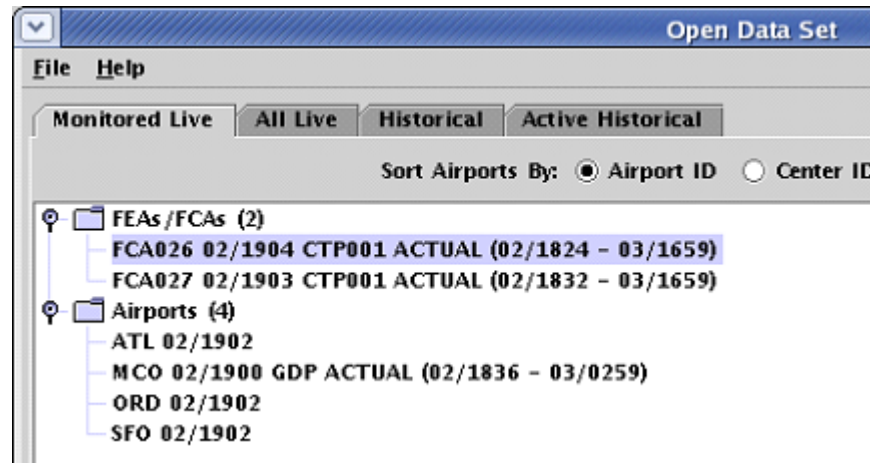 Open Data Set
File Help
Monitored Live All Live Historical Active Historical
Sort Airports By: Airport ID Center ID
FEAs/FCAs (2)
FCA026 02/1904 CTP001 ACTUAL (02/1824 - 03/1659)
FCA027 02/1903 CTP001 ACTUAL (02/1832 - 03/1659)
Airports (4)
ATL 02/1902
MCO 02/1900 GDP ACTUAL (02/1836 - 03/0259)
ORD 02/1902
SFO 02/1902